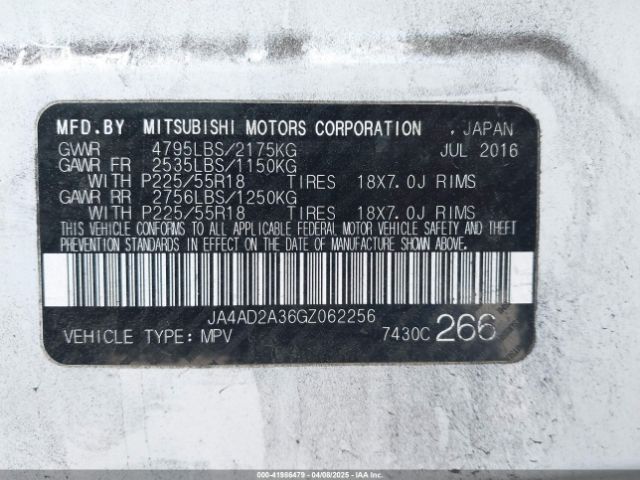 MFD.BY MITSUBISHI MOTORS CORPORATION , JAPAN
GVWR 4795LBS/2175KG JUL 2016
GAWR FR 2535LBS/1150KG
WITH P225/55R18 TIRES 18X7.0J RIMS
GAWR RR 2756LBS/1250KG
WITH P225/55R18 TIRES 18X7.0J RIMS
THIS VEHICLE CONFORMS TO ALL APPLICABLE FEDERAL MOTOR VEHICLE SAFETY AND THEFT
PREVENTION STANDARDS IN EFFECT ON THE DATE OF MANUFACTURE SHOWN ABOVE.
JA4AD2A36GZ062256
VEHICLE TYPE:MPV 7430C 266
000-41986479 04/08/2025 IAAI.COM